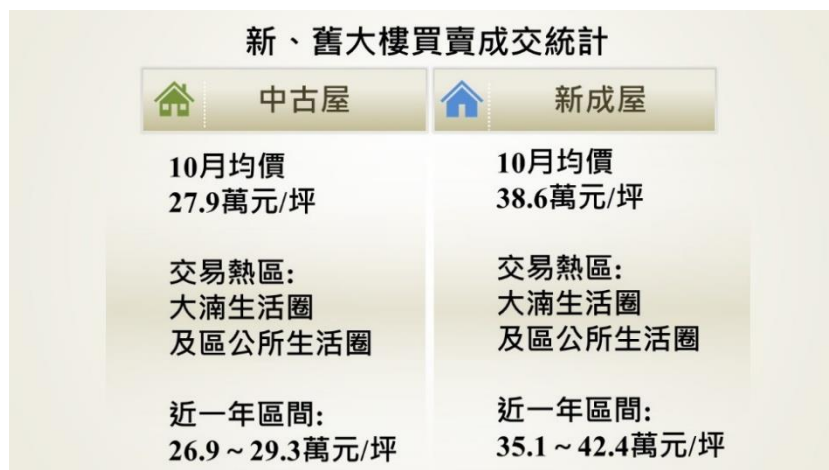 新、舊大樓買賣成交統計
中古屋
10月均價
27.9萬元/坪
交易熱區:
大湳生活圈
及區公所生活圈
近一年區間:
26.9～29.3萬元/坪
新成屋
10月均價
38.6萬元/坪
交易熱區:
大湳生活圈
及區公所生活圈
近一年區間:
35.1～42.4萬元/坪